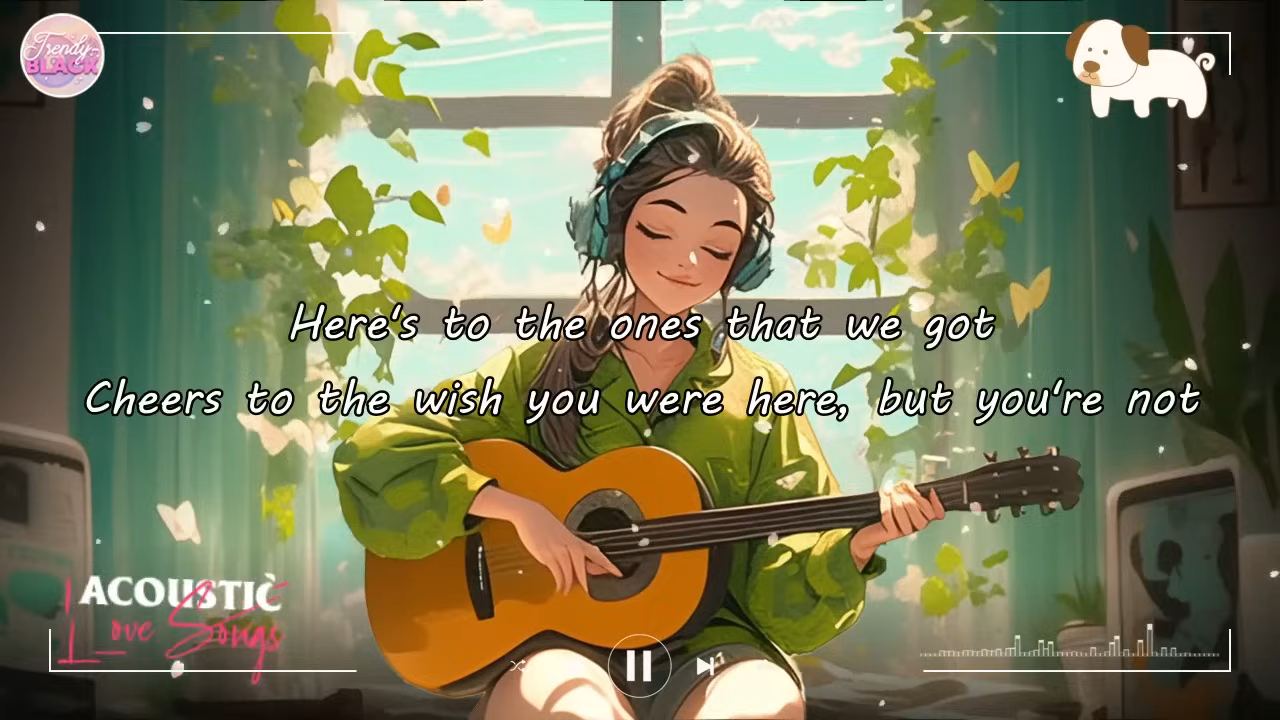 Trendy
BLACK
Here's to the ones that we got
Cheers to the wish you were here, but you're not
ACOUSTIC
Love Songs